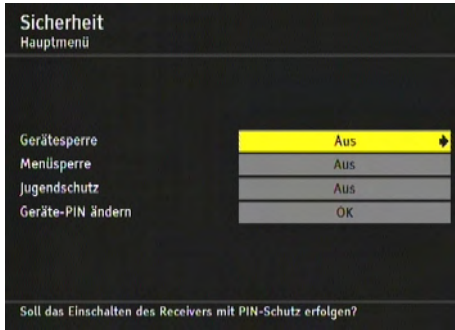 Sicherheit
Hauptmenü
Gerätesperre Aus
Menüsperre Aus
Jugendschutz Aus
Geräte-PIN ändern OK
Soll das Einschalten des Receivers mit PIN-Schutz erfolgen?